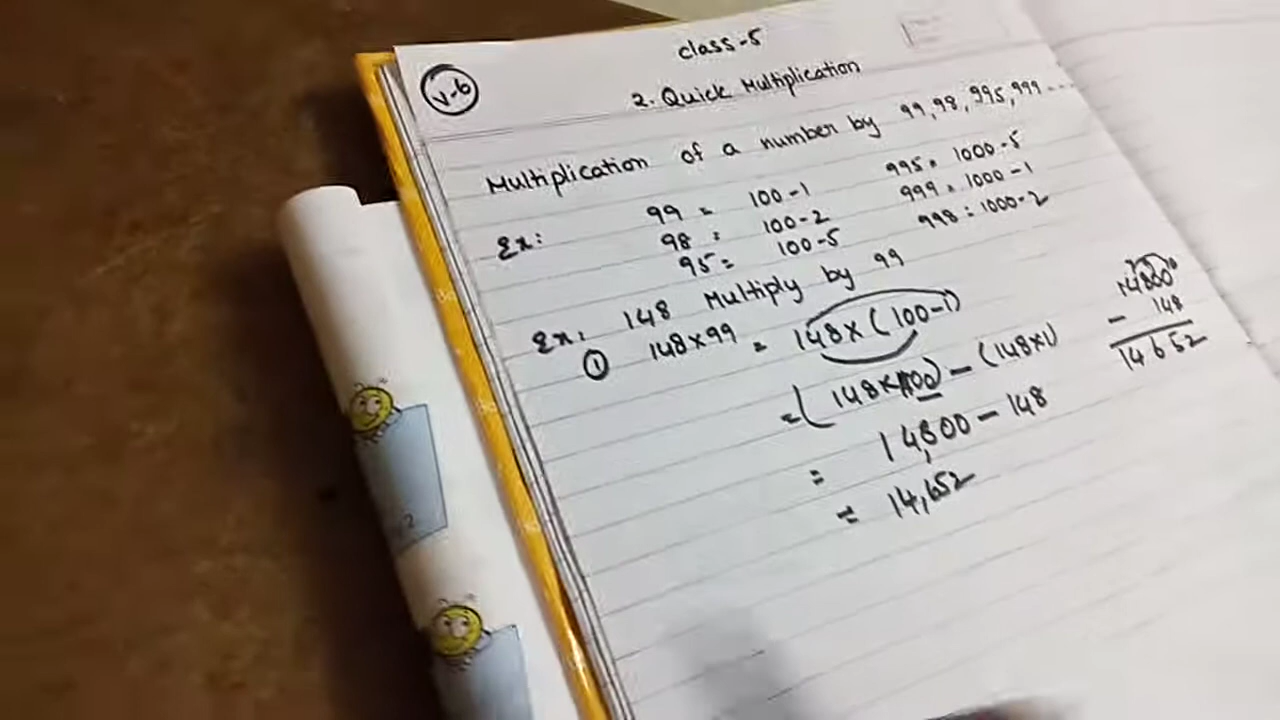 class-5
V-6
2. Quick Multiplication
Multiplication of a number by 99,98,995,999...
Ex: 99 = 100-1 995 = 1000-5
98 = 100-2 999 = 1000-1
95 = 100-5 998 = 1000-2
Ex: 148 Multiply by 99
① 148×99 = 148×(100-1)
=(148×100) - (148×1)
= 14,800 - 148
= 14,652
14800
- 148
14652